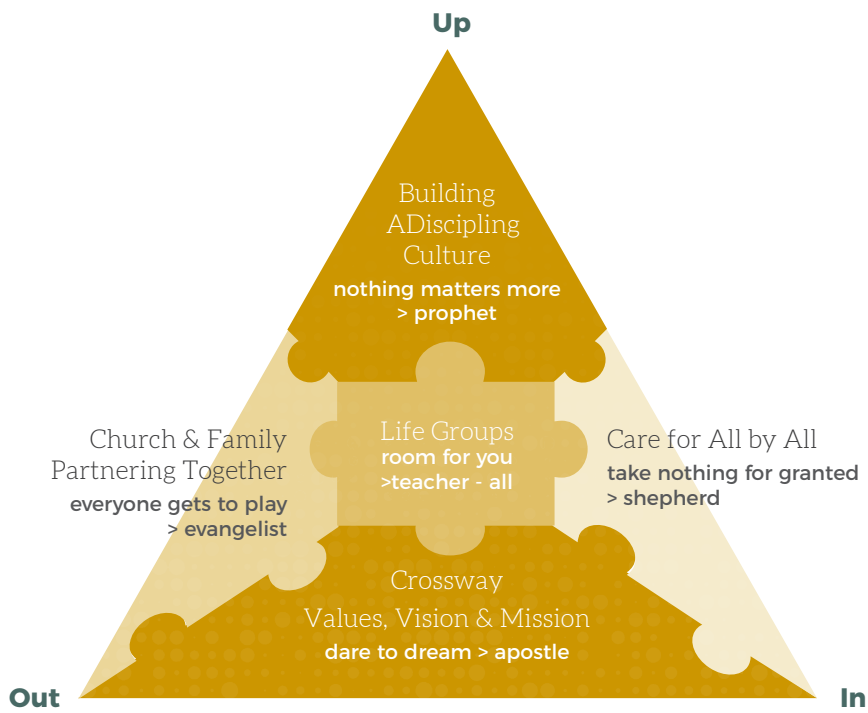 Up
Building
ADiscipling
Culture
nothing matters more
> prophet
Church & Family
Partnering Together
everyone gets to play
> evangelist
Life Groups
room for you
>teacher - all
Care for All by All
take nothing for granted
> shepherd
Crossway
Values, Vision & Mission
dare to dream > apostle
Out
In